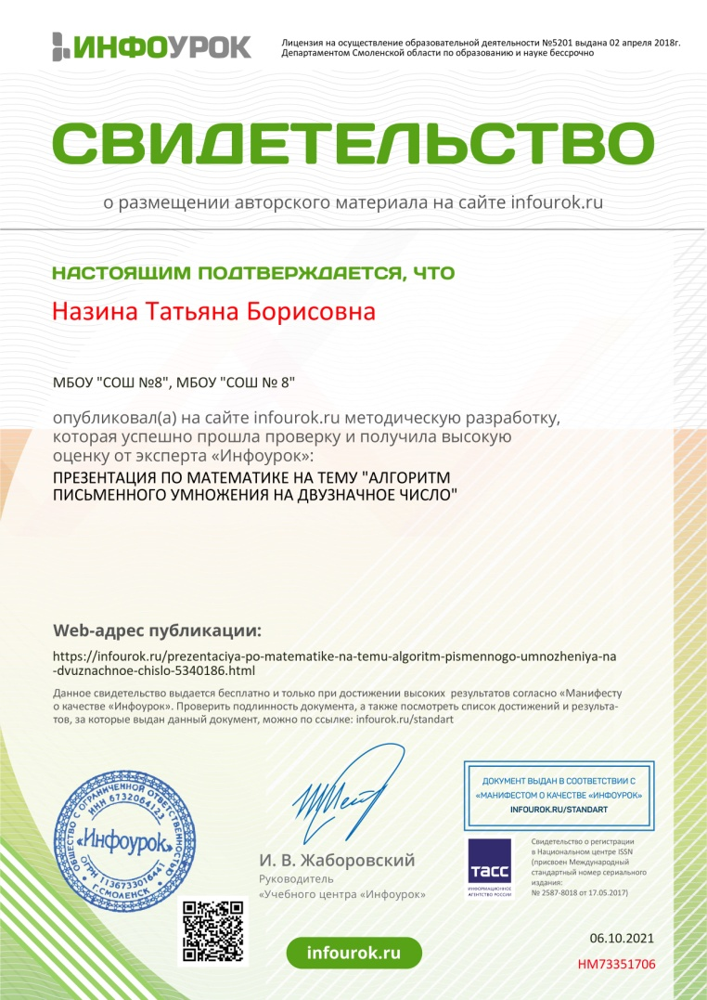 ИНФОУРОК
Лицензия на осуществление образовательной деятельности №5201 выдана 02 апреля 2018г.
Департаментом Смоленской области по образованию и науке бессрочно
СВИДЕТЕЛЬСТВО
о размещении авторского материала на сайте infourok.ru
НАСТОЯЩИМ ПОДТВЕРЖДАЕТСЯ, ЧТО
Назина Татьяна Борисовна
МБОУ "СОШ №8", МБОУ "СОШ № 8"
опубликовал(а) на сайте infourok.ru методическую разработку,
которая успешно прошла проверку и получила высокую
оценку от эксперта «Инфоурок»:
ПРЕЗЕНТАЦИЯ ПО МАТЕМАТИКЕ НА ТЕМУ "АЛГОРИТМ
ПИСЬМЕННОГО УМНОЖЕНИЯ НА ДВУЗНАЧНОЕ ЧИСЛО"
Web-адрес публикации:
https://infourok.ru/prezentaciya-po-matematike-na-temu-algoritm-pismennogo-umnozheniya-na
-dvuznachnoe-chislo-5340186.html
Данное свидетельство выдается бесплатно и только при достижении высоких результатов согласно «Манифесту
о качестве «Инфоурок». Проверить подлинность документа, а также посмотреть список достижений и результа-
тов, за которые выдан данный документ, можно по ссылке: infourok.ru/standart
ОБЩЕСТВО С ОГРАНИЧЕННОЙ ОТВЕТСТВЕННОСТЬЮ
ИНН 6732064123
«Инфоурок»
ОГРН 1136733016441
г.СМОЛЕНСК
И. В. Жаборовский
Руководитель
«Учебного центра «Инфоурок»
ДОКУМЕНТ ВЫДАН В СООТВЕТСТВИИ С
«МАНИФЕСТОМ О КАЧЕСТВЕ «ИНФОУРОК»
INFOUROK.RU/STANDART
ТАСС
ИНФОРМАЦИОННОЕ
АГЕНТСТВО РОССИИ
Свидетельство о регистрации
в Национальном центре ISSN
(присвоен Международный
стандартный номер сериального
издания:
№ 2587-8018 от 17.05.2017)
infourok.ru
06.10.2021
НМ73351706